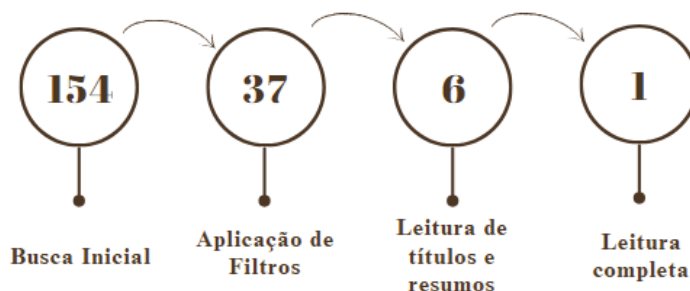 154
37
6
1
Busca Inicial
Aplicação de
Filtros
Leitura de
títulos e
resumos
Leitura
completa